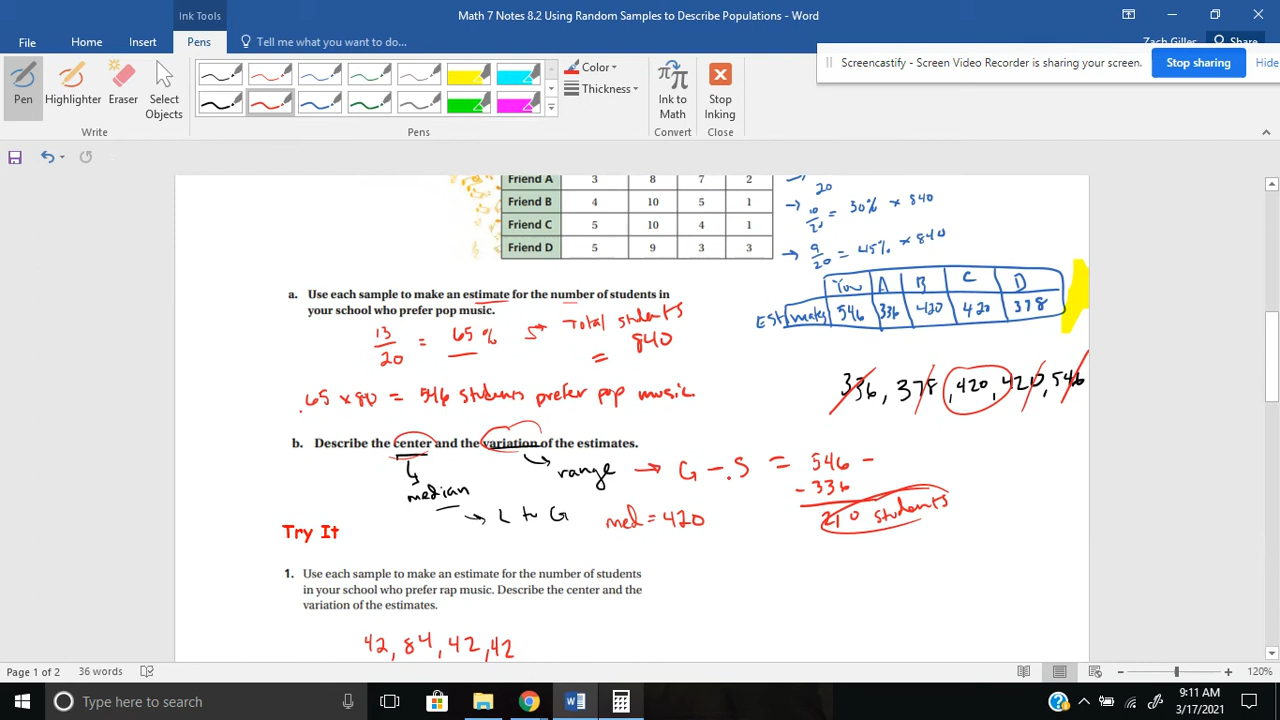 Ink Tools
Math 7 Notes 8.2 Using Random Samples to Describe Populations - Word
File Home Insert Pens Tell me what you want to do... Zach Gilles Share
Screencastify - Screen Video Recorder is sharing your screen. Stop sharing Hide
Pen Highlighter Eraser Select Objects
Color
Thickness
Ink to Math Stop Inking
Write Pens Convert Close
Friend A 3 8 7 2
Friend B 4 10 5 1
Friend C 5 10 4 1
Friend D 5 9 3 3
20
10/20 = 50% × 840
9/20 = 45% × 840
You A B C D
Estimates 546 336 420 420 378
a. Use each sample to make an estimate for the number of students in
your school who prefer pop music.
13/20 = 65% Total students
= 840
.65 × 840 = 546 students prefer pop music.
336, 378, 420, 420, 546
b. Describe the center and the variation of the estimates.
median
range → G - S = 546 -
- 336
210 students
→ L to G med = 420
Try It
1. Use each sample to make an estimate for the number of students
in your school who prefer rap music. Describe the center and the
variation of the estimates.
42, 84, 42, 42
Page 1 of 2 36 words 120%
Type here to search
9:11 AM
3/17/2021